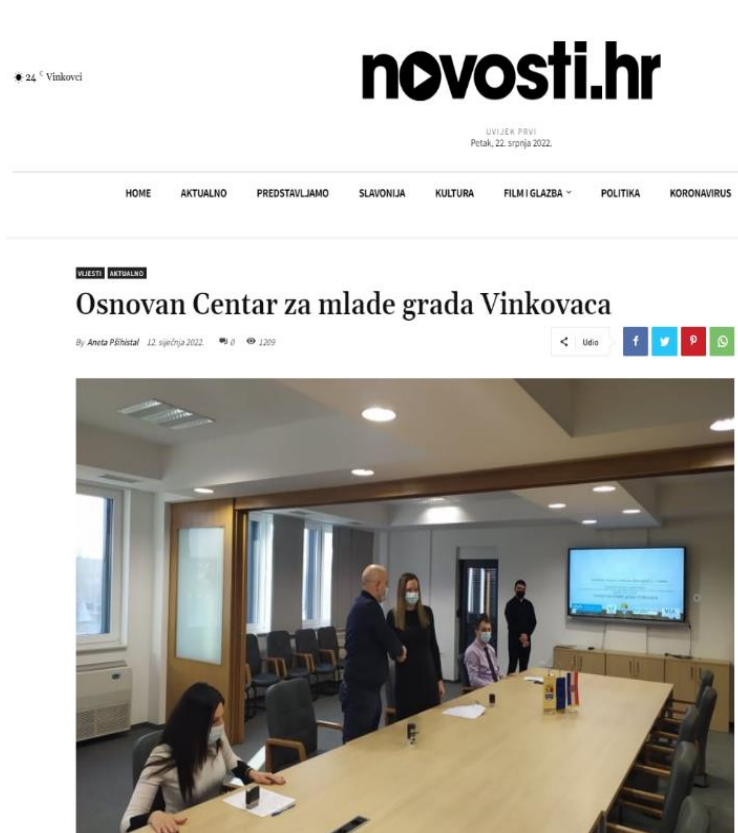 24 C Vinkovci
novosti.hr
UVIJEK PRVI
Petak, 22. srpnja 2022.
HOME AKTUALNO PREDSTAVLJAMO SLAVONIJA KULTURA FILM I GLAZBA POLITIKA KORONAVIRUS
VIJESTI AKTUALNO
Osnovan Centar za mlade grada Vinkovaca
By Aneta Pšihistal 12. siječnja 2022. 0 1209
Udio